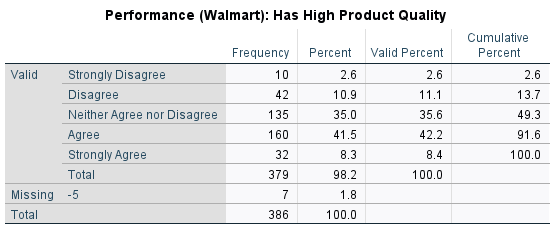 Performance (Walmart): Has High Product Quality
Frequency Percent Valid Percent Cumulative Percent
Valid Strongly Disagree 10 2.6 2.6 2.6
Disagree 42 10.9 11.1 13.7
Neither Agree nor Disagree 135 35.0 35.6 49.3
Agree 160 41.5 42.2 91.6
Strongly Agree 32 8.3 8.4 100.0
Total 379 98.2 100.0
Missing -5 7 1.8
Total 386 100.0